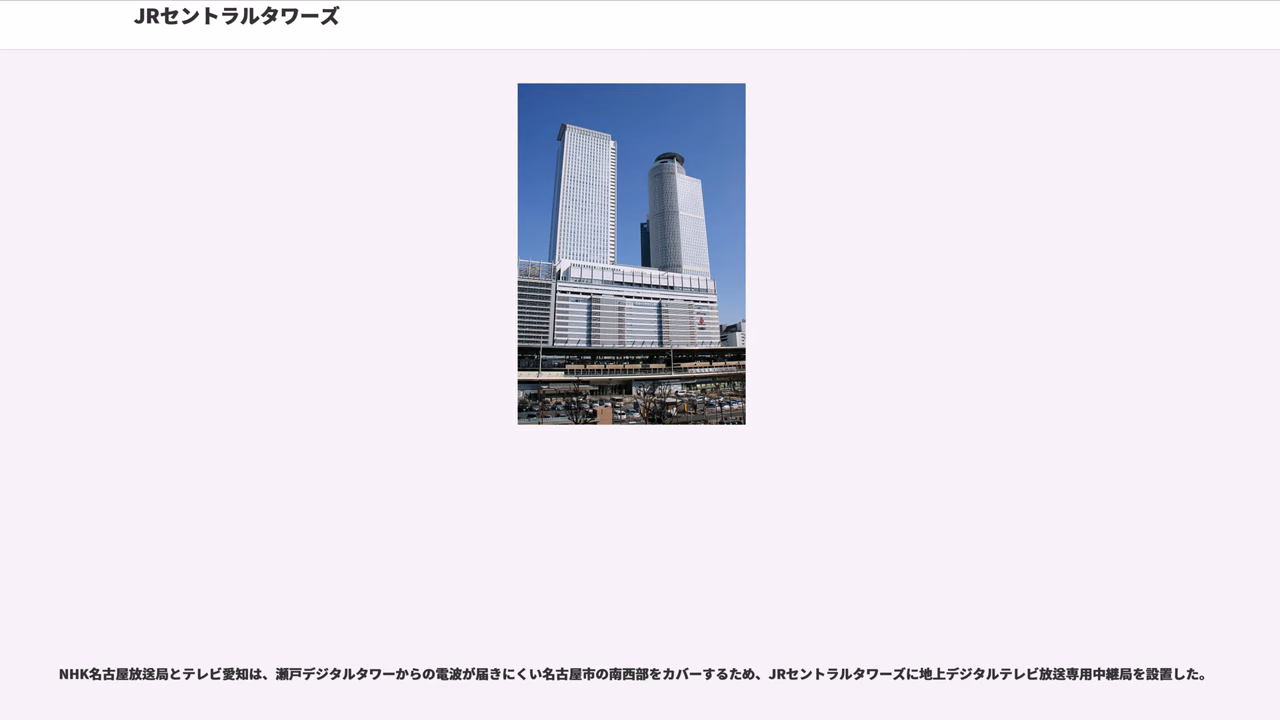 JRセントラルタワーズ
NHK名古屋放送局とテレビ愛知は、瀬戸デジタルタワーからの電波が届きにくい名古屋市の南西部をカバーするため、JRセントラルタワーズに地上デジタルテレビ放送専用中継局を設置した。